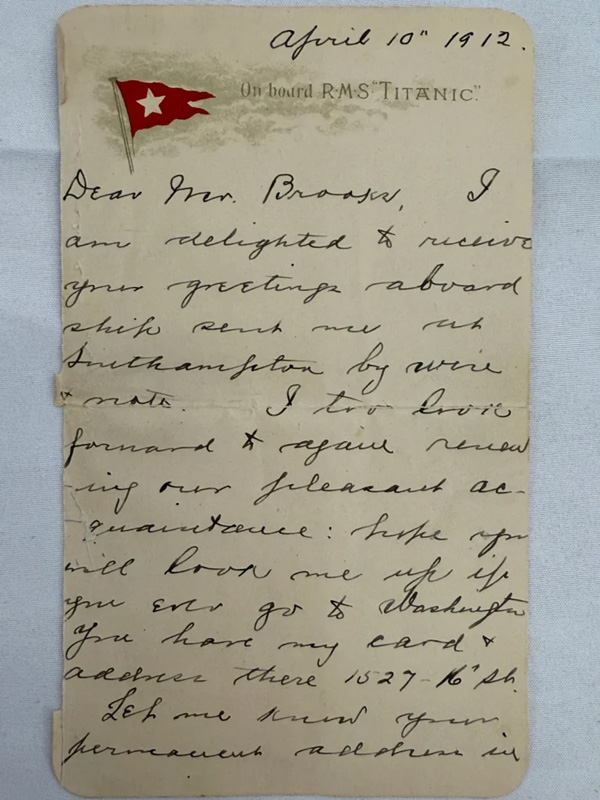 April 10" 1912.
On board R·M·S "TITANIC."
Dear Mr. Brooks, I
am delighted to receive
your greetings aboard
ship sent me at
Southampton by wire
& note. I too look
forward to again renew
-ing our pleasant ac-
quaintance: hope you
will look me up if
you ever go to Washington
You have my card &
address there 1527-16" St.
Let me know your
permanent address in